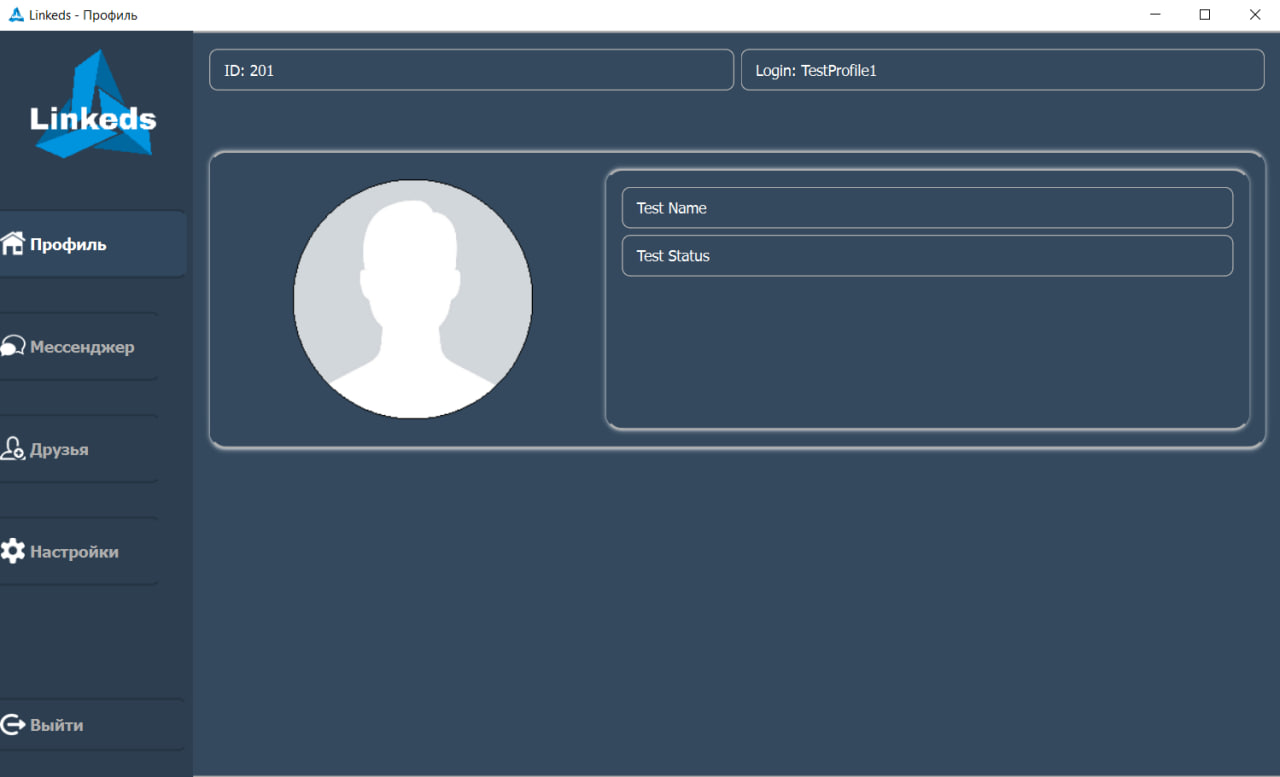 Linkeds - Профиль
Linkeds
ID: 201
Login: TestProfile1
Test Name
Test Status
Профиль
Мессенджер
Друзья
Настройки
Выйти